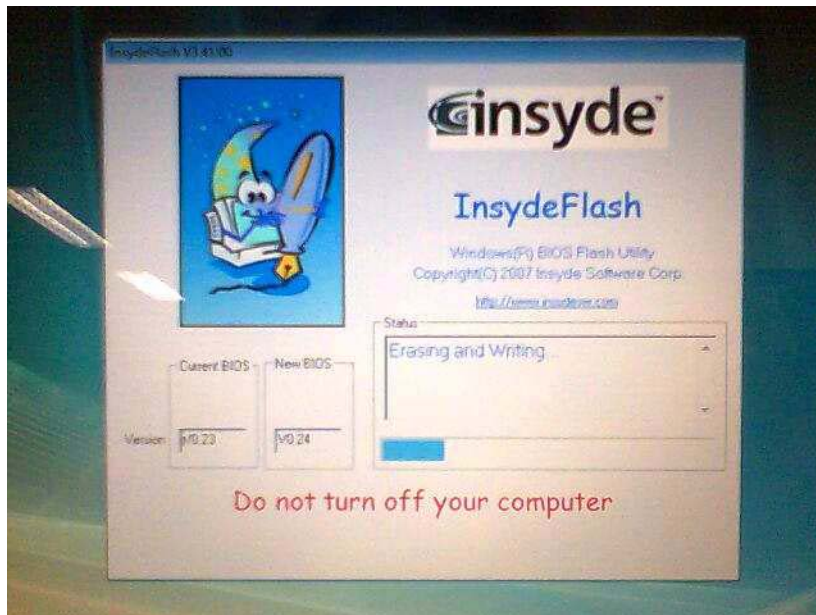 InsydeFlash V3.41.00
insyde
InsydeFlash
Windows(R) BIOS Flash Utility
Copyright(C) 2007 Insyde Software Corp.
Status
Erasing and Writing
Current BIOS
New BIOS
Version
V0.23
V0.24
Do not turn off your computer